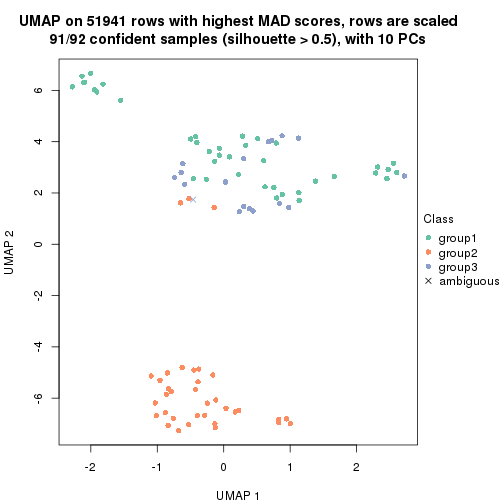 UMAP on 51941 rows with highest MAD scores, rows are scaled
91/92 confident samples (silhouette > 0.5), with 10 PCs
6
4
2
0
-2
-4
-6
UMAP 2
-2
-1
0
1
2
UMAP 1
Class
group1
group2
group3
ambiguous